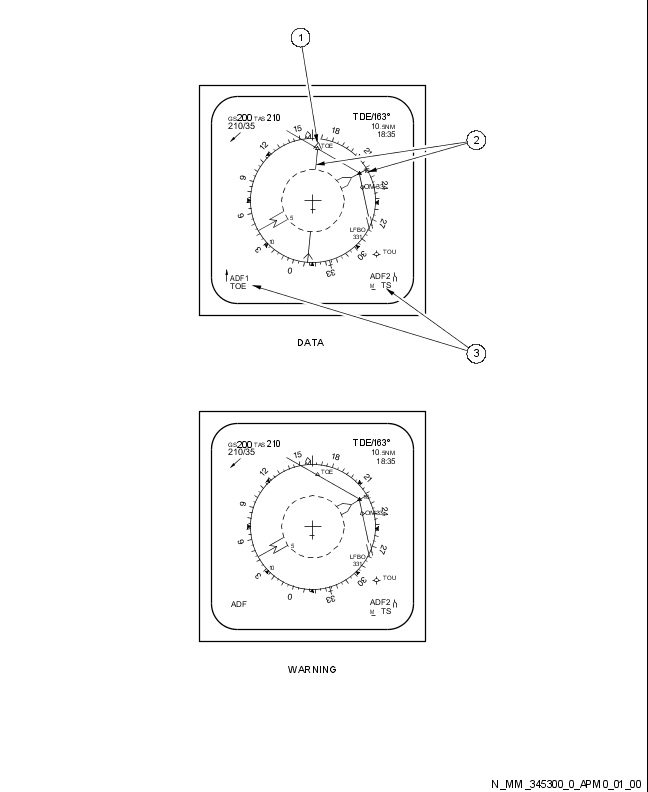 1
GS200 TAS 210
TDE/163°
210/35
10.5NM
18:35
15
18
TOE
12
21
2
24
OM
9
6
5
27
LFBO
331
3
10
30
TOU
0
33
ADF1
TOE
ADF2
M TS
3
DATA
GS200 TAS 210
TDE/163°
210/35
10.5NM
18:35
15
18
TOE
12
21
9
24
OM
6
5
27
LFBO
331
3
10
30
TOU
0
33
ADF
ADF2
M TS
WARNING
N_MM_345300_0_APM0_01_00